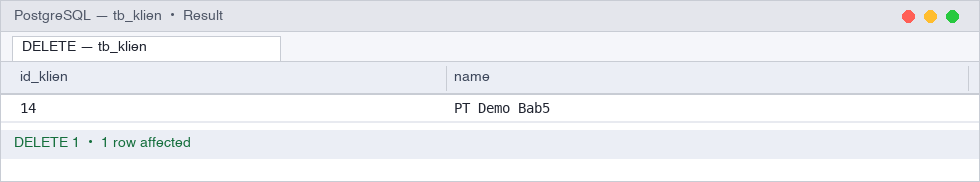 PostgreSQL — tb_klien • Result
DELETE — tb_klien
id_klien name
14 PT Demo Bab5
DELETE 1 • 1 row affected